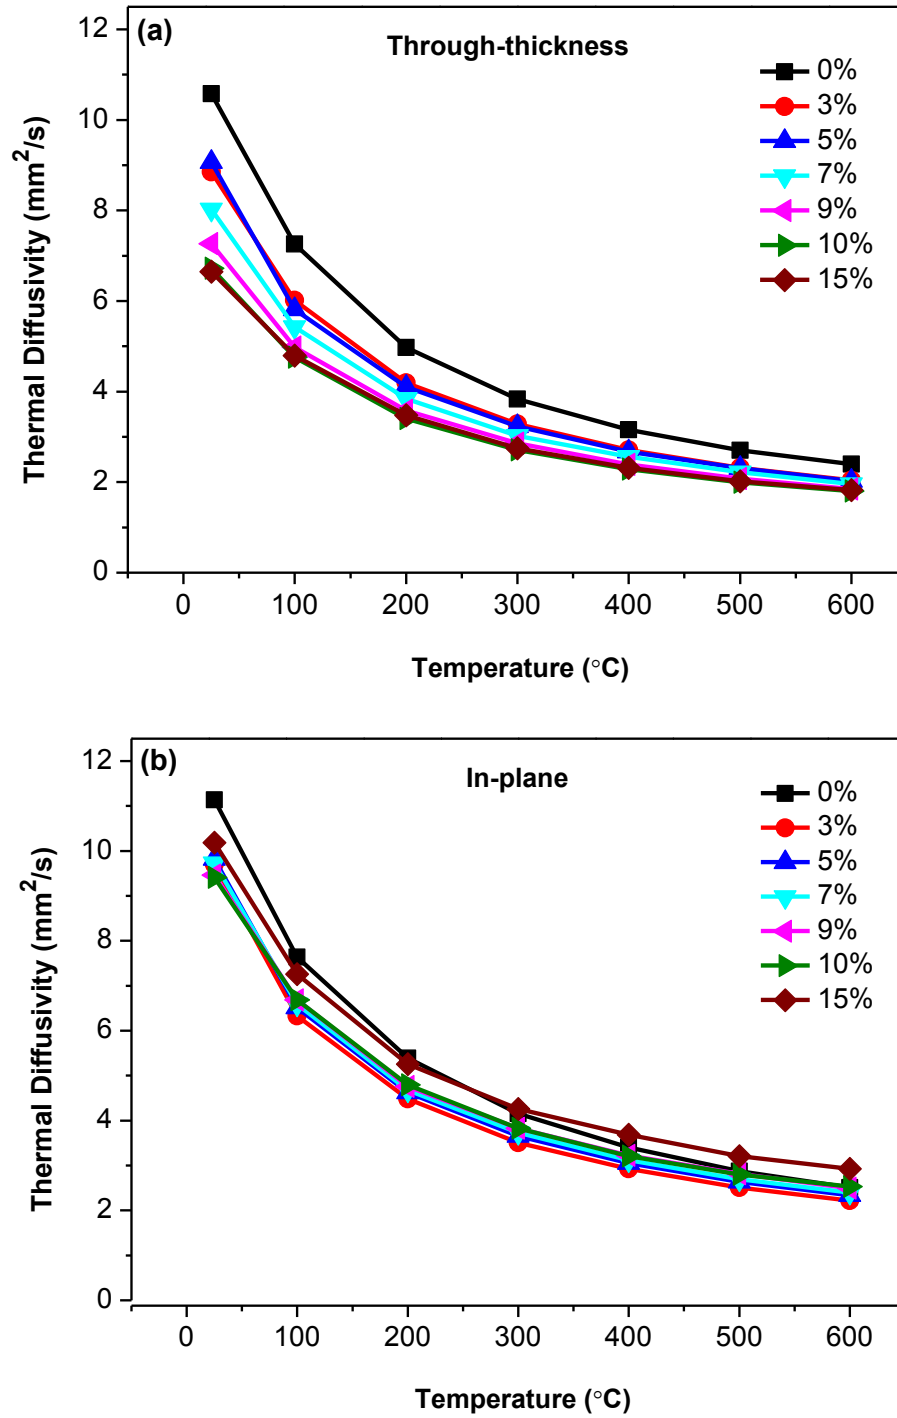 (a)
Through-thickness
0%
3%
5%
7%
9%
10%
15%
Thermal Diffusivity (mm²/s)
12
10
8
6
4
2
0
0 100 200 300 400 500 600
Temperature (°C)
(b)
In-plane
0%
3%
5%
7%
9%
10%
15%
Thermal Diffusivity (mm²/s)
12
10
8
6
4
2
0
0 100 200 300 400 500 600
Temperature (°C)